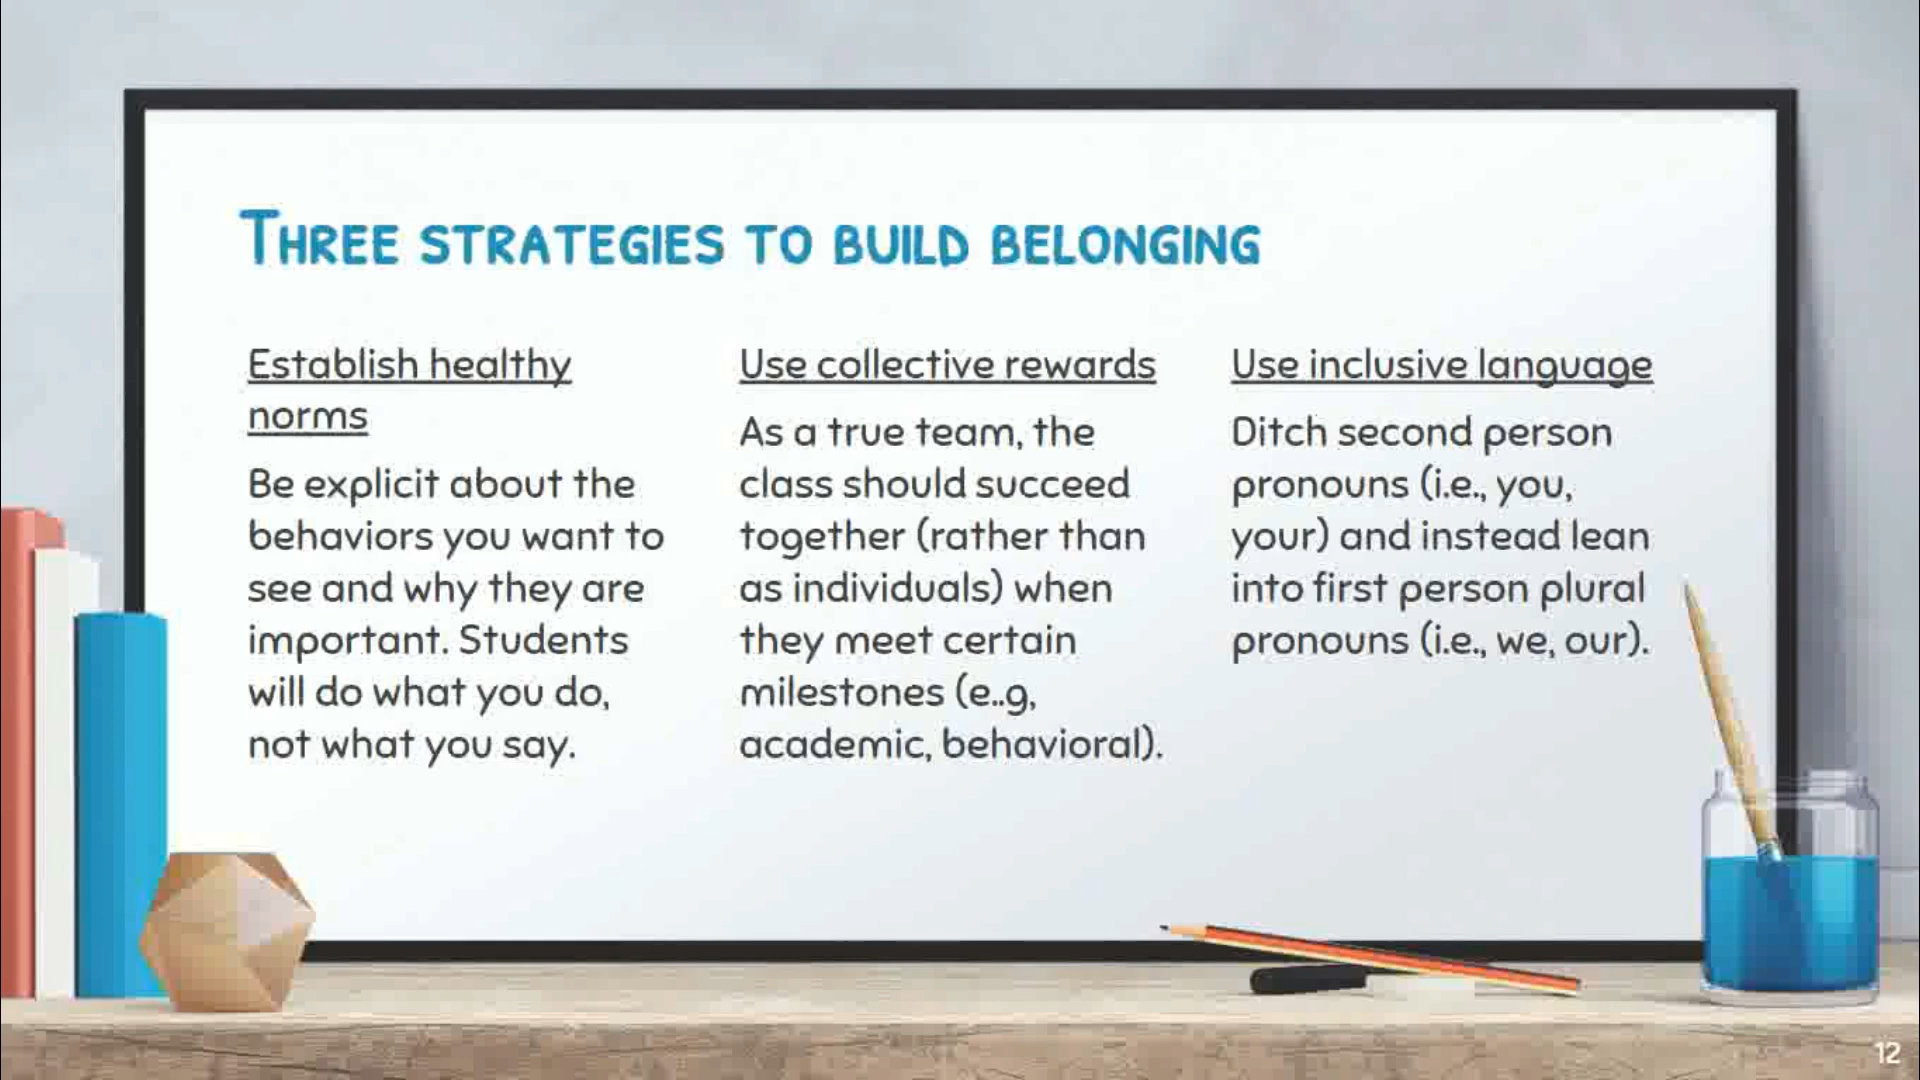 Three strategies to build belonging
Establish healthy
norms
Be explicit about the
behaviors you want to
see and why they are
important. Students
will do what you do,
not what you say.
Use collective rewards
As a true team, the
class should succeed
together (rather than
as individuals) when
they meet certain
milestones (e..g,
academic, behavioral).
Use inclusive language
Ditch second person
pronouns (i.e., you,
your) and instead lean
into first person plural
pronouns (i.e., we, our).
12